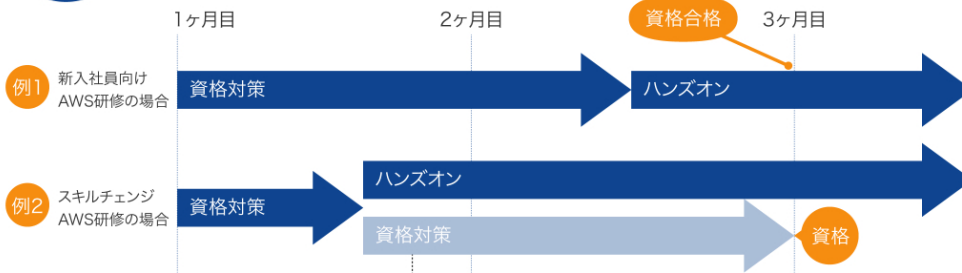 1ヶ月目
2ヶ月目
資格合格
3ヶ月目
例1
新入社員向け
AWS研修の場合
資格対策
ハンズオン
例2
スキルチェンジ
AWS研修の場合
資格対策
ハンズオン
資格対策
資格